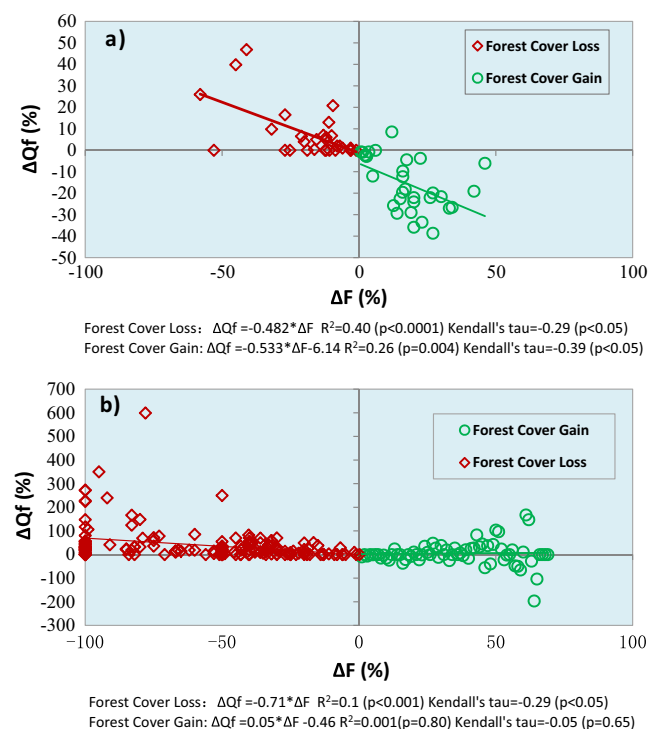 a)
60
50
40
30
20
10
0
-10
-20
-30
-40
-50
ΔQf (%)
Forest Cover Loss
Forest Cover Gain
-100 -50 0 50 100
ΔF (%)
Forest Cover Loss： ΔQf =-0.482*ΔF R²=0.40 (p<0.0001) Kendall's tau=-0.29 (p<0.05)
Forest Cover Gain: ΔQf =-0.533*ΔF-6.14 R²=0.26 (p=0.004) Kendall's tau=-0.39 (p<0.05)
b)
700
600
500
400
300
200
100
0
-100
-200
-300
ΔQf (%)
Forest Cover Gain
Forest Cover Loss
-100 -50 0 50 100
ΔF (%)
Forest Cover Loss： ΔQf =-0.71*ΔF R²=0.1 (p<0.001) Kendall's tau=-0.29 (p<0.05)
Forest Cover Gain: ΔQf =0.05*ΔF -0.46 R²=0.001(p=0.80) Kendall's tau=-0.05 (p=0.65)